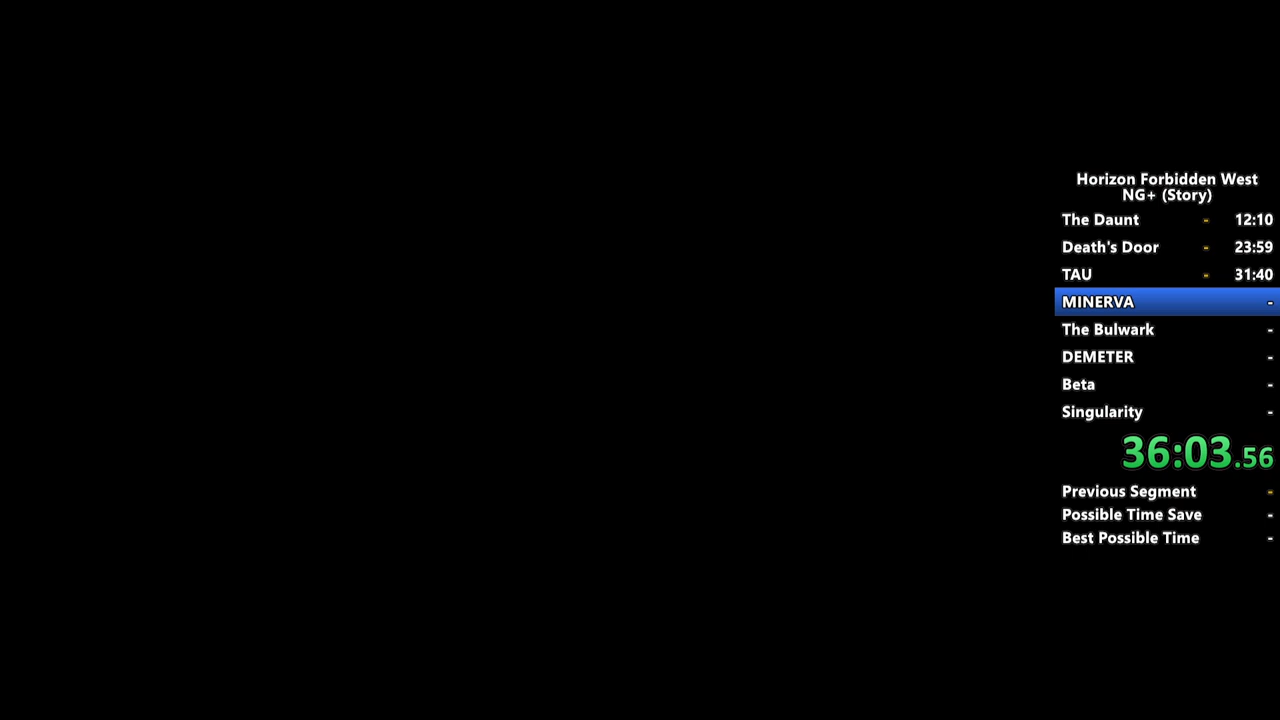 Horizon Forbidden West
NG+ (Story)
The Daunt - 12:10
Death's Door - 23:59
TAU - 31:40
MINERVA -
The Bulwark -
DEMETER -
Beta -
Singularity -
36:03.56
Previous Segment -
Possible Time Save -
Best Possible Time -